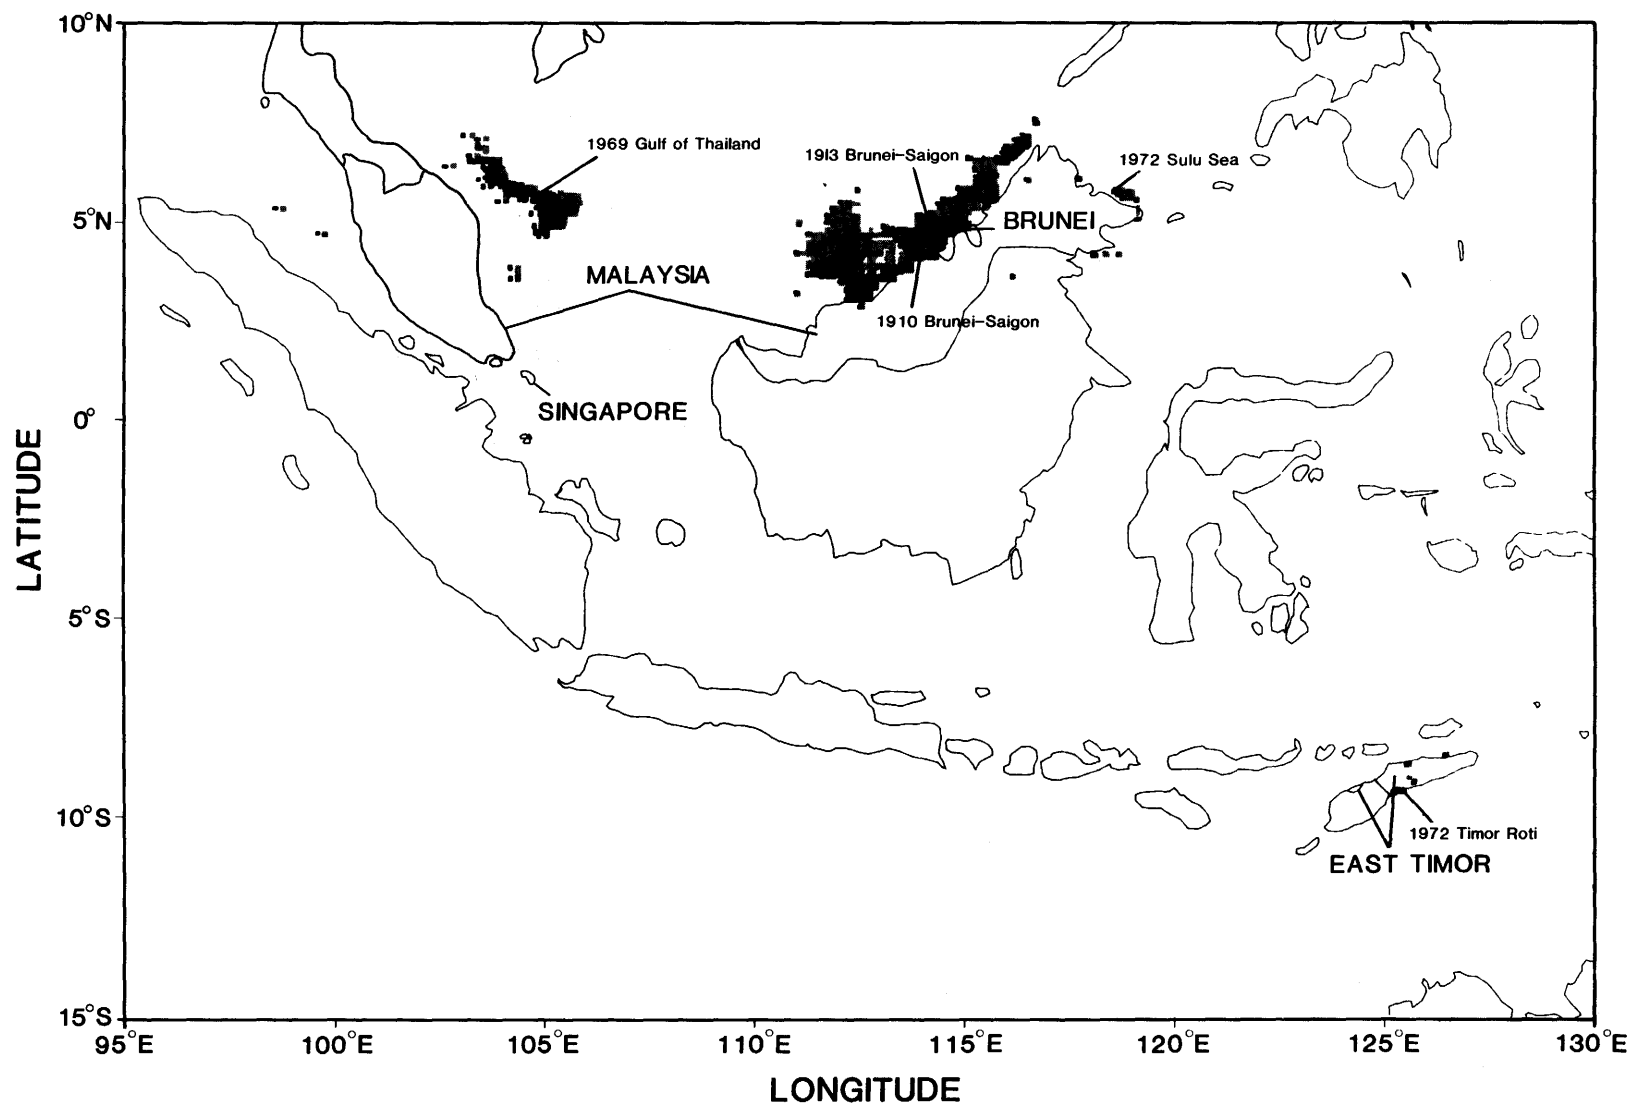 10°N
1969 Gulf of Thailand
1913 Brunei-Saigon
1972 Sulu Sea
5°N
BRUNEI
MALAYSIA
1910 Brunei-Saigon
SINGAPORE
0°
LATITUDE
5°S
10°S
1972 Timor Roti
EAST TIMOR
15°S
95°E 100°E 105°E 110°E 115°E 120°E 125°E 130°E
LONGITUDE